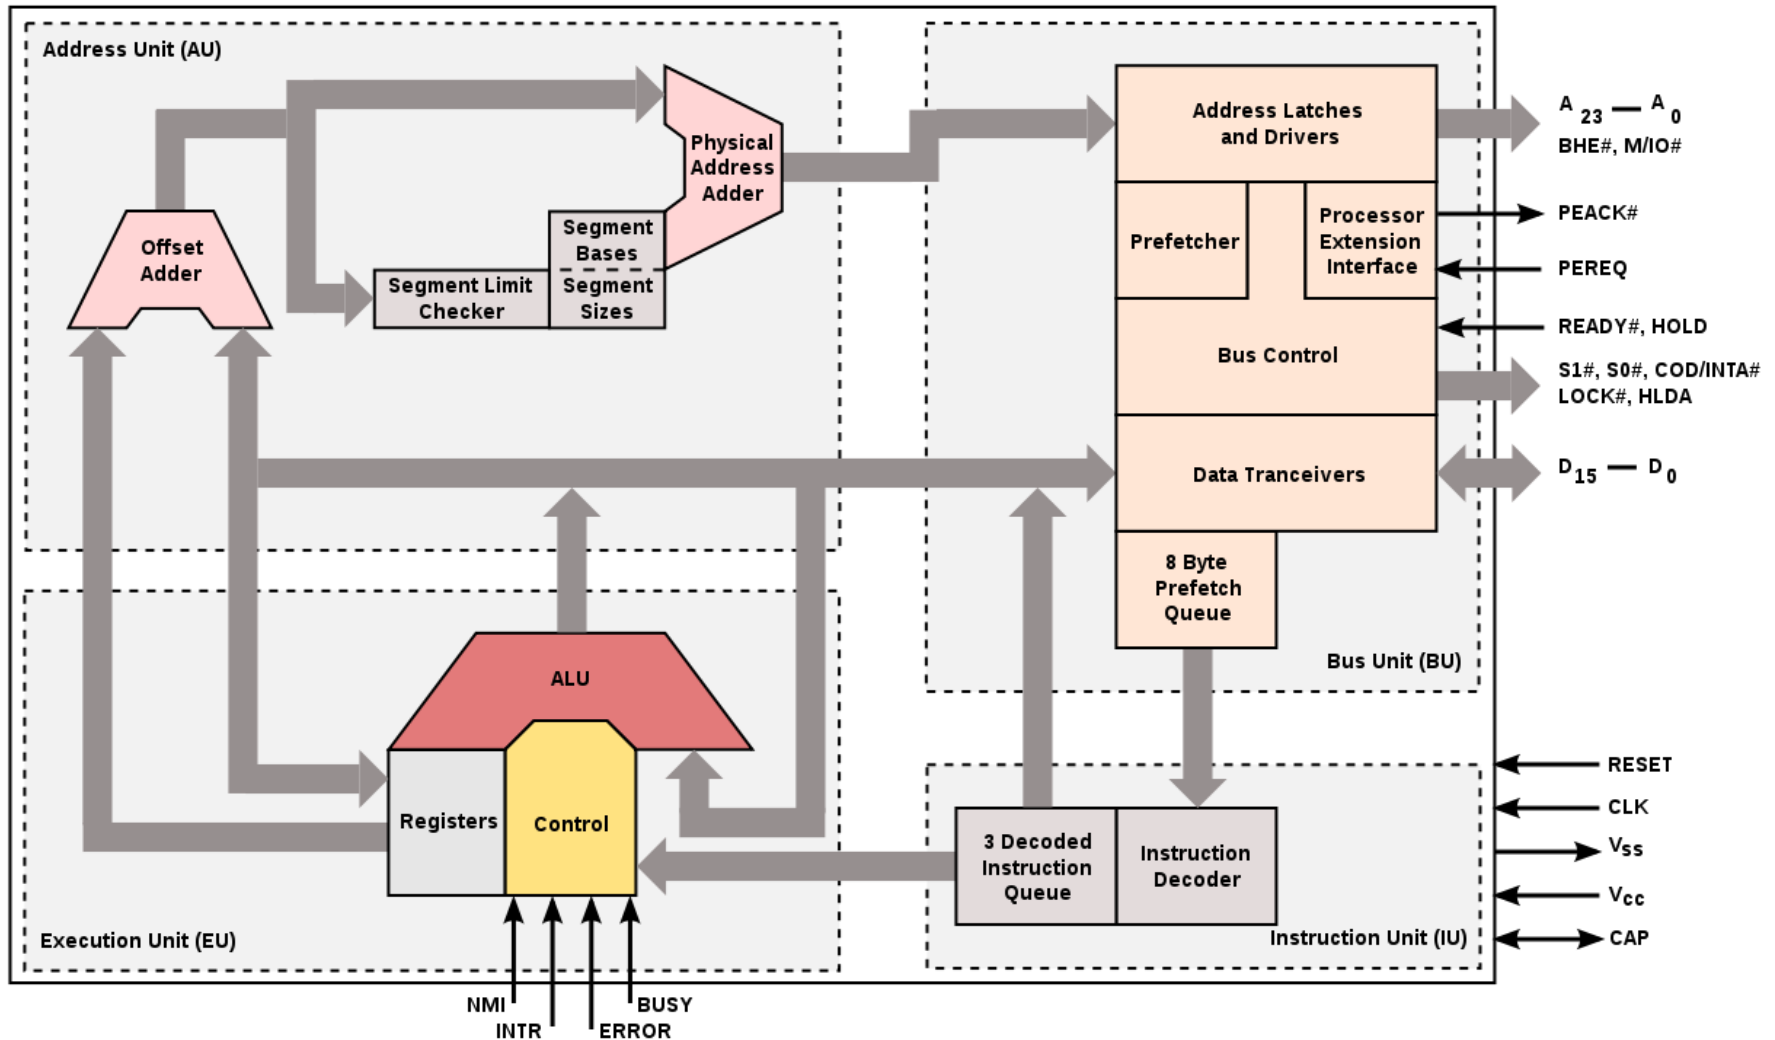 Address Unit (AU)
Offset
Adder
Segment Limit
Checker
Segment
Bases
Segment
Sizes
Physical
Address
Adder
Address Latches
and Drivers
Prefetcher
Processor
Extension
Interface
Bus Control
Data Tranceivers
8 Byte
Prefetch
Queue
Bus Unit (BU)
A 23 — A 0
BHE#, M/IO#
PEACK#
PEREQ
READY#, HOLD
S1#, S0#, COD/INTA#
LOCK#, HLDA
D 15 — D 0
ALU
Registers
Control
Execution Unit (EU)
NMI
INTR
ERROR
BUSY
3 Decoded
Instruction
Queue
Instruction
Decoder
Instruction Unit (IU)
RESET
CLK
Vss
Vcc
CAP